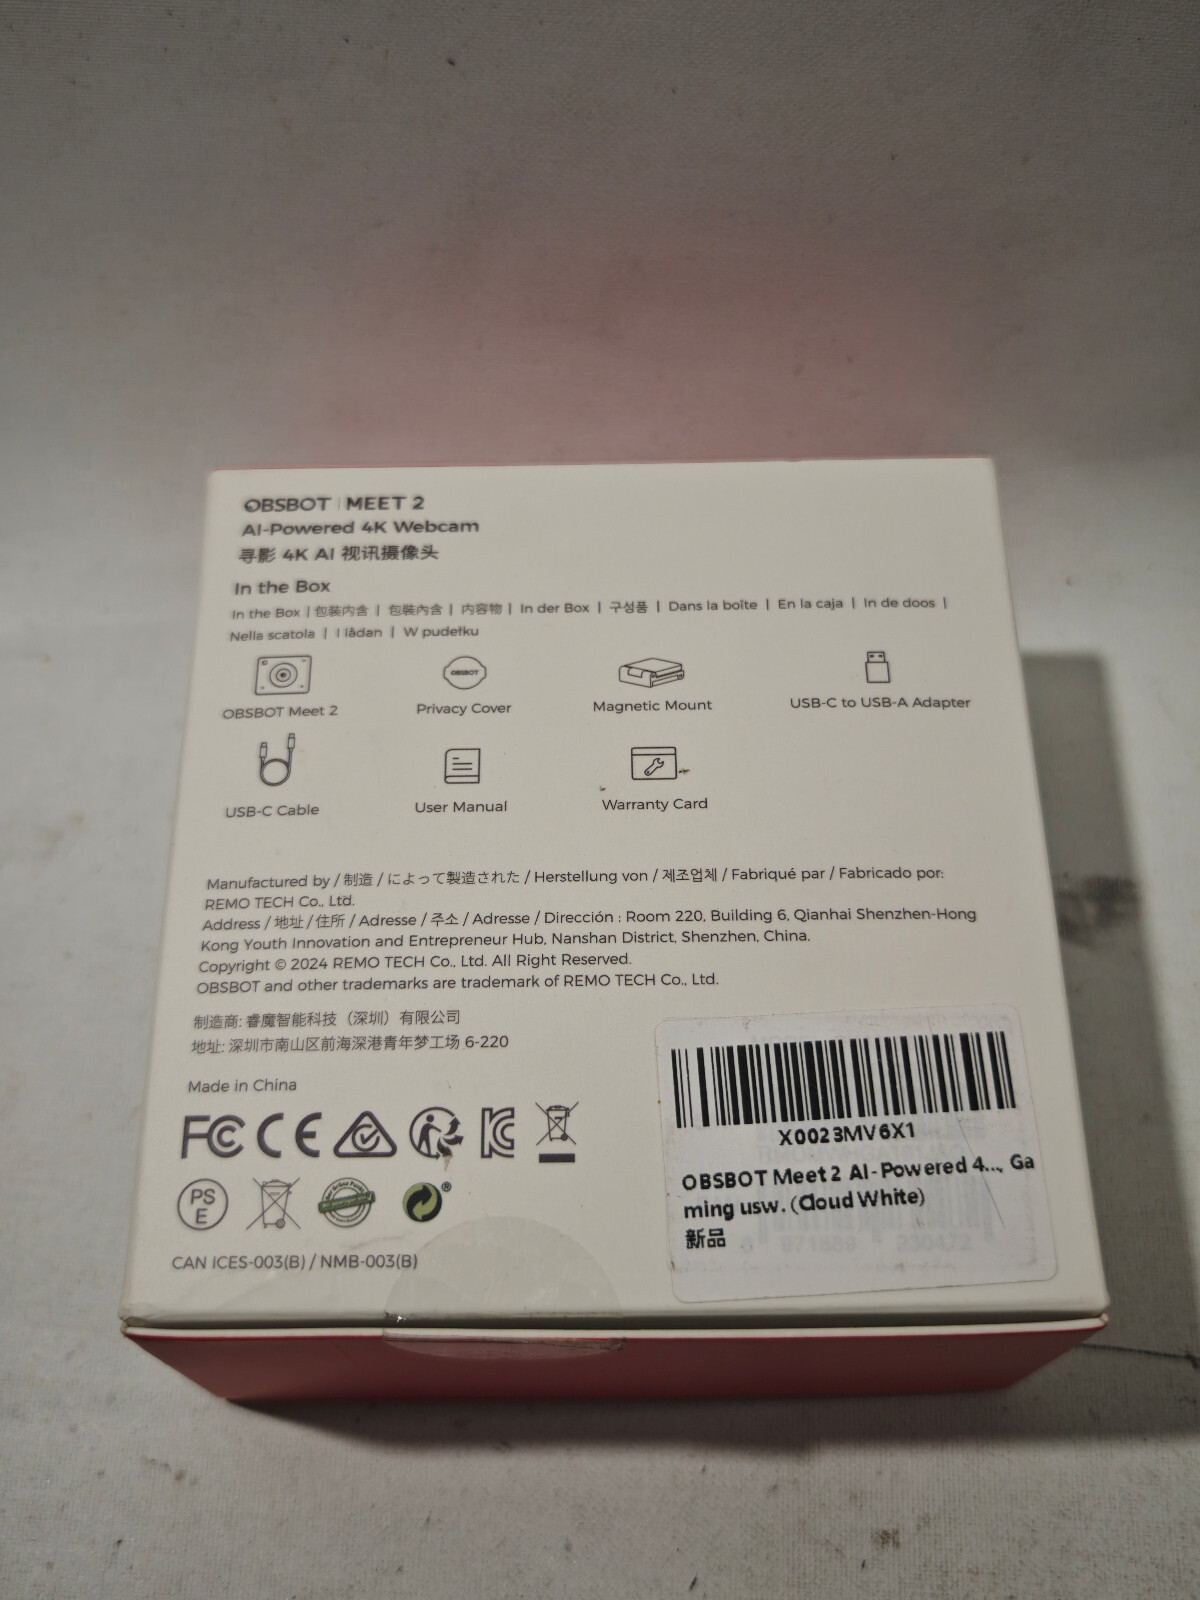 OBSBOT | MEET 2
AI-Powered 4K Webcam
寻影 4K AI 视讯摄像头
In the Box
In the Box | 包装内含 | 包裝內含 | 内容物 | In der Box | 구성품 | Dans la boîte | En la caja | In de doos |
Nella scatola | I lådan | W pudełku
OBSBOT
OBSBOT Meet 2
Privacy Cover
Magnetic Mount
USB-C to USB-A Adapter
USB-C Cable
User Manual
Warranty Card
Manufactured by / 制造 / によって製造された / Herstellung von / 제조업체 / Fabriqué par / Fabricado por:
REMO TECH Co., Ltd.
Address / 地址 / 住所 / Adresse / 주소 / Adresse / Dirección : Room 220, Building 6, Qianhai Shenzhen-Hong
Kong Youth Innovation and Entrepreneur Hub, Nanshan District, Shenzhen, China.
Copyright © 2024 REMO TECH Co., Ltd. All Right Reserved.
OBSBOT and other trademarks are trademark of REMO TECH Co., Ltd.
制造商: 睿魔智能科技（深圳）有限公司
地址: 深圳市南山区前海深港青年梦工场 6-220
Made in China
FC CE
PS
E
®
CAN ICES-003(B) / NMB-003(B)
X0023MV6X1
OBSBOT Meet 2 AI-Powered 4..., Ga
ming usw. (Cloud White)
新品
6 971889 230472